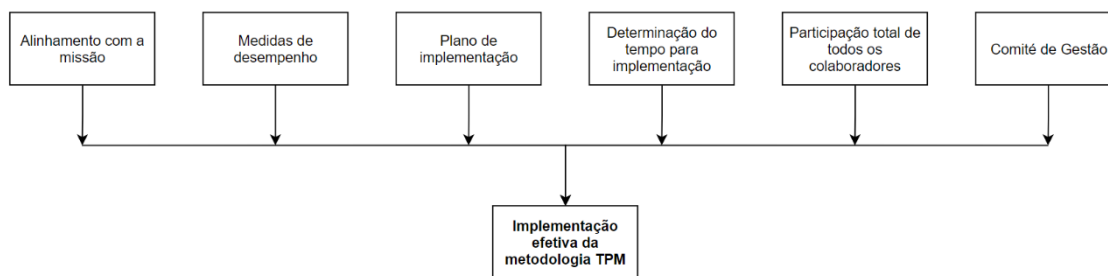 Alinhamento com a
missão
Medidas de
desempenho
Plano de
implementação
Determinação do
tempo para
implementação
Participação total de
todos os
colaboradores
Comité de Gestão
Implementação
efetiva da
metodologia TPM